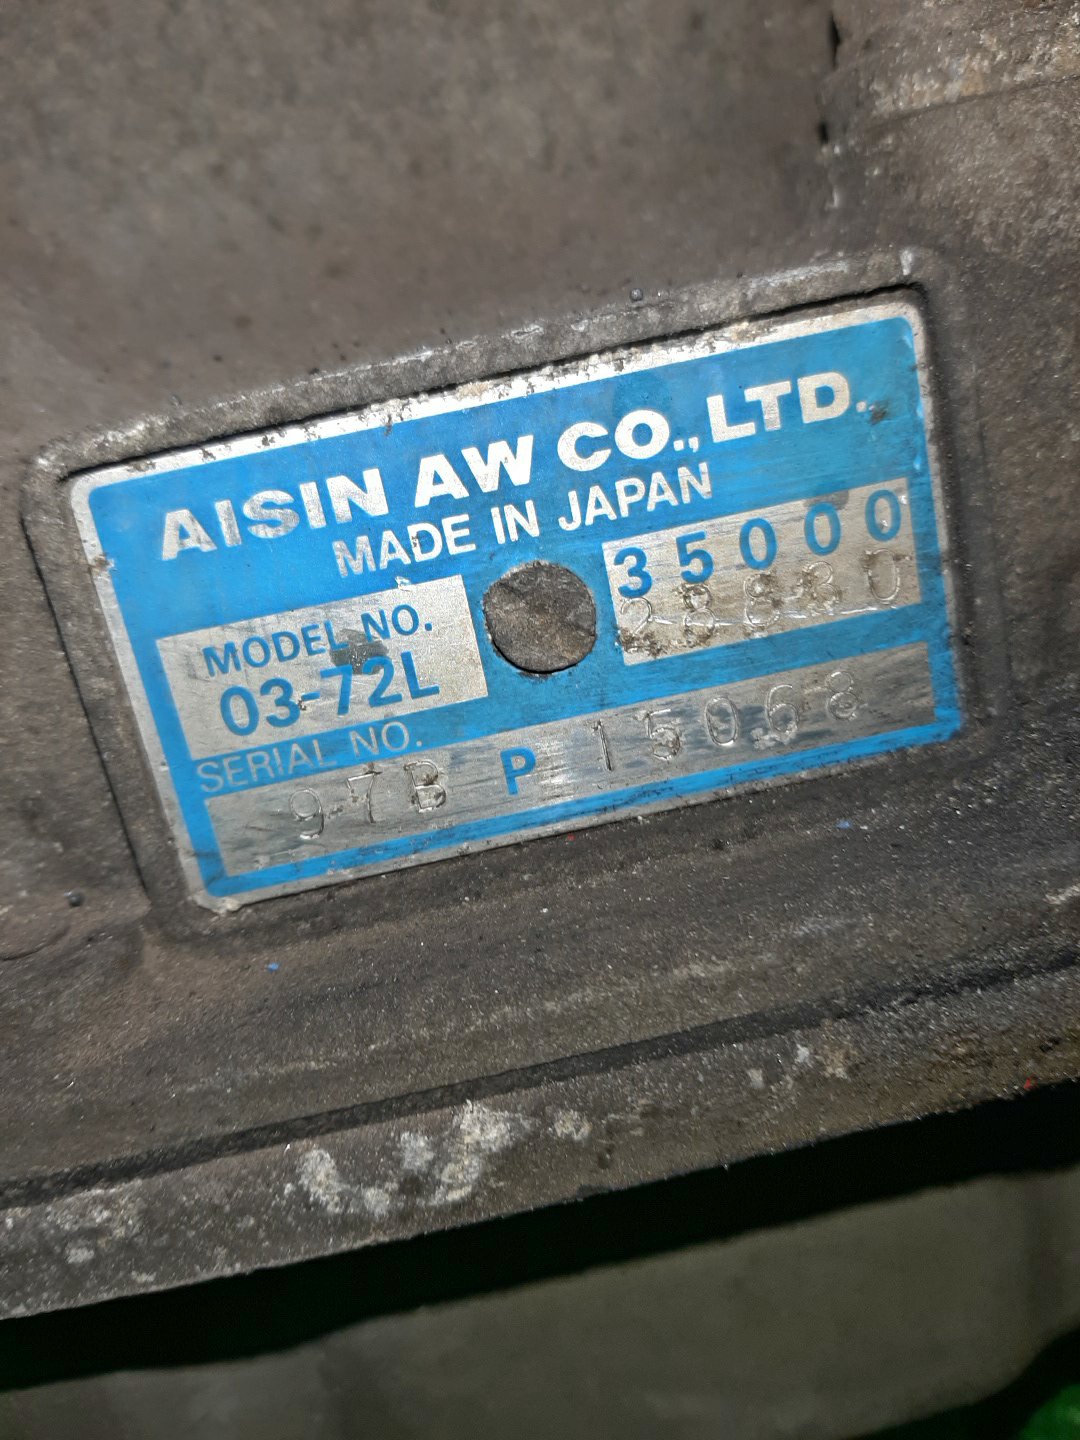 AISIN AW CO., LTD.
MADE IN JAPAN
35000
MODEL NO.
03-72L
SERIAL NO.
97B P 15068